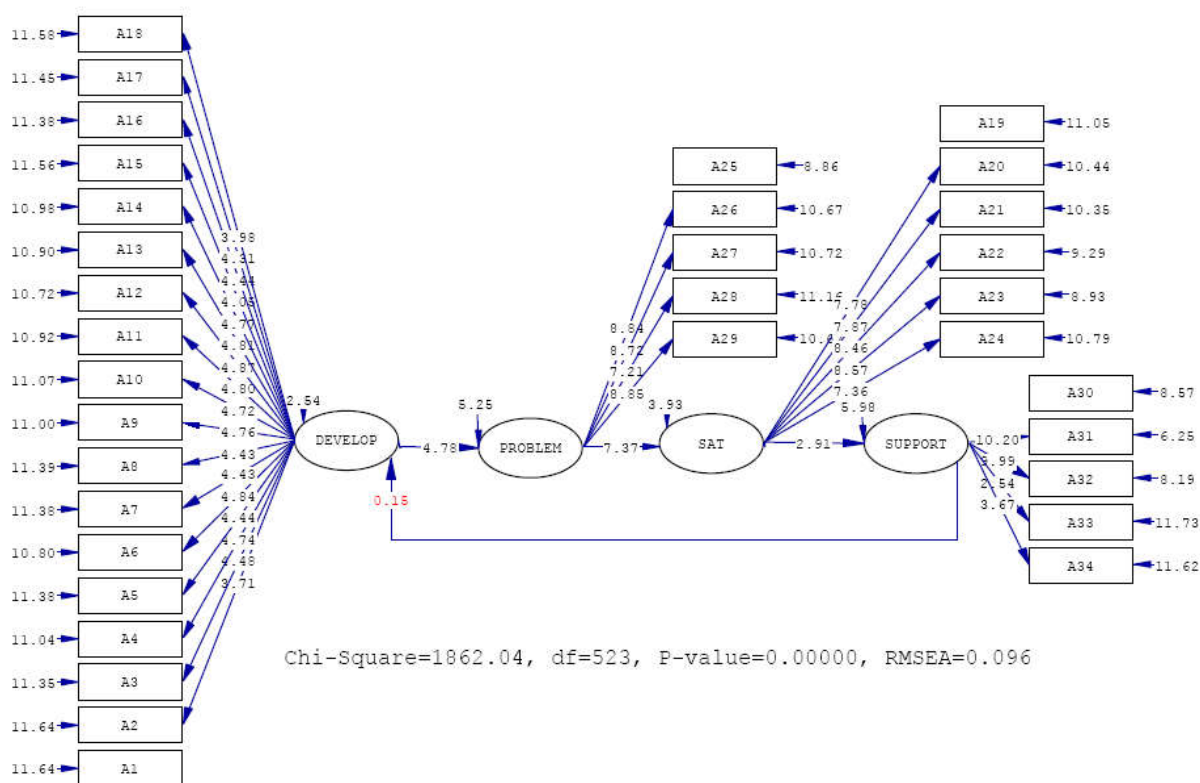 11.58 A18
11.45 A17
11.38 A16
11.56 A15
10.98 A14
10.90 A13
10.72 A12
10.92 A11
11.07 A10
11.00 A9
11.39 A8
11.38 A7
10.80 A6
11.38 A5
11.04 A4
11.35 A3
11.64 A2
11.64 A1
3.98
4.31
4.44
4.05
4.77
4.81
4.87
4.80
4.72
4.76
4.43
4.43
4.84
4.44
4.74
4.48
3.71
2.54
DEVELOP
4.78
0.15
5.25
PROBLEM
7.37
8.84
8.72
7.21
8.85
A25 8.86
A26 10.67
A27 10.72
A28 11.16
A29
3.93
SAT
2.91
7.78
7.87
8.46
8.57
7.36
A19 11.05
A20 10.44
A21 10.35
A22 9.29
A23 8.93
A24 10.79
5.98
SUPPORT
10.20
9.99
2.54
3.67
A30 8.57
A31 6.25
A32 8.19
A33 11.73
A34 11.62
Chi-Square=1862.04, df=523, P-value=0.00000, RMSEA=0.096